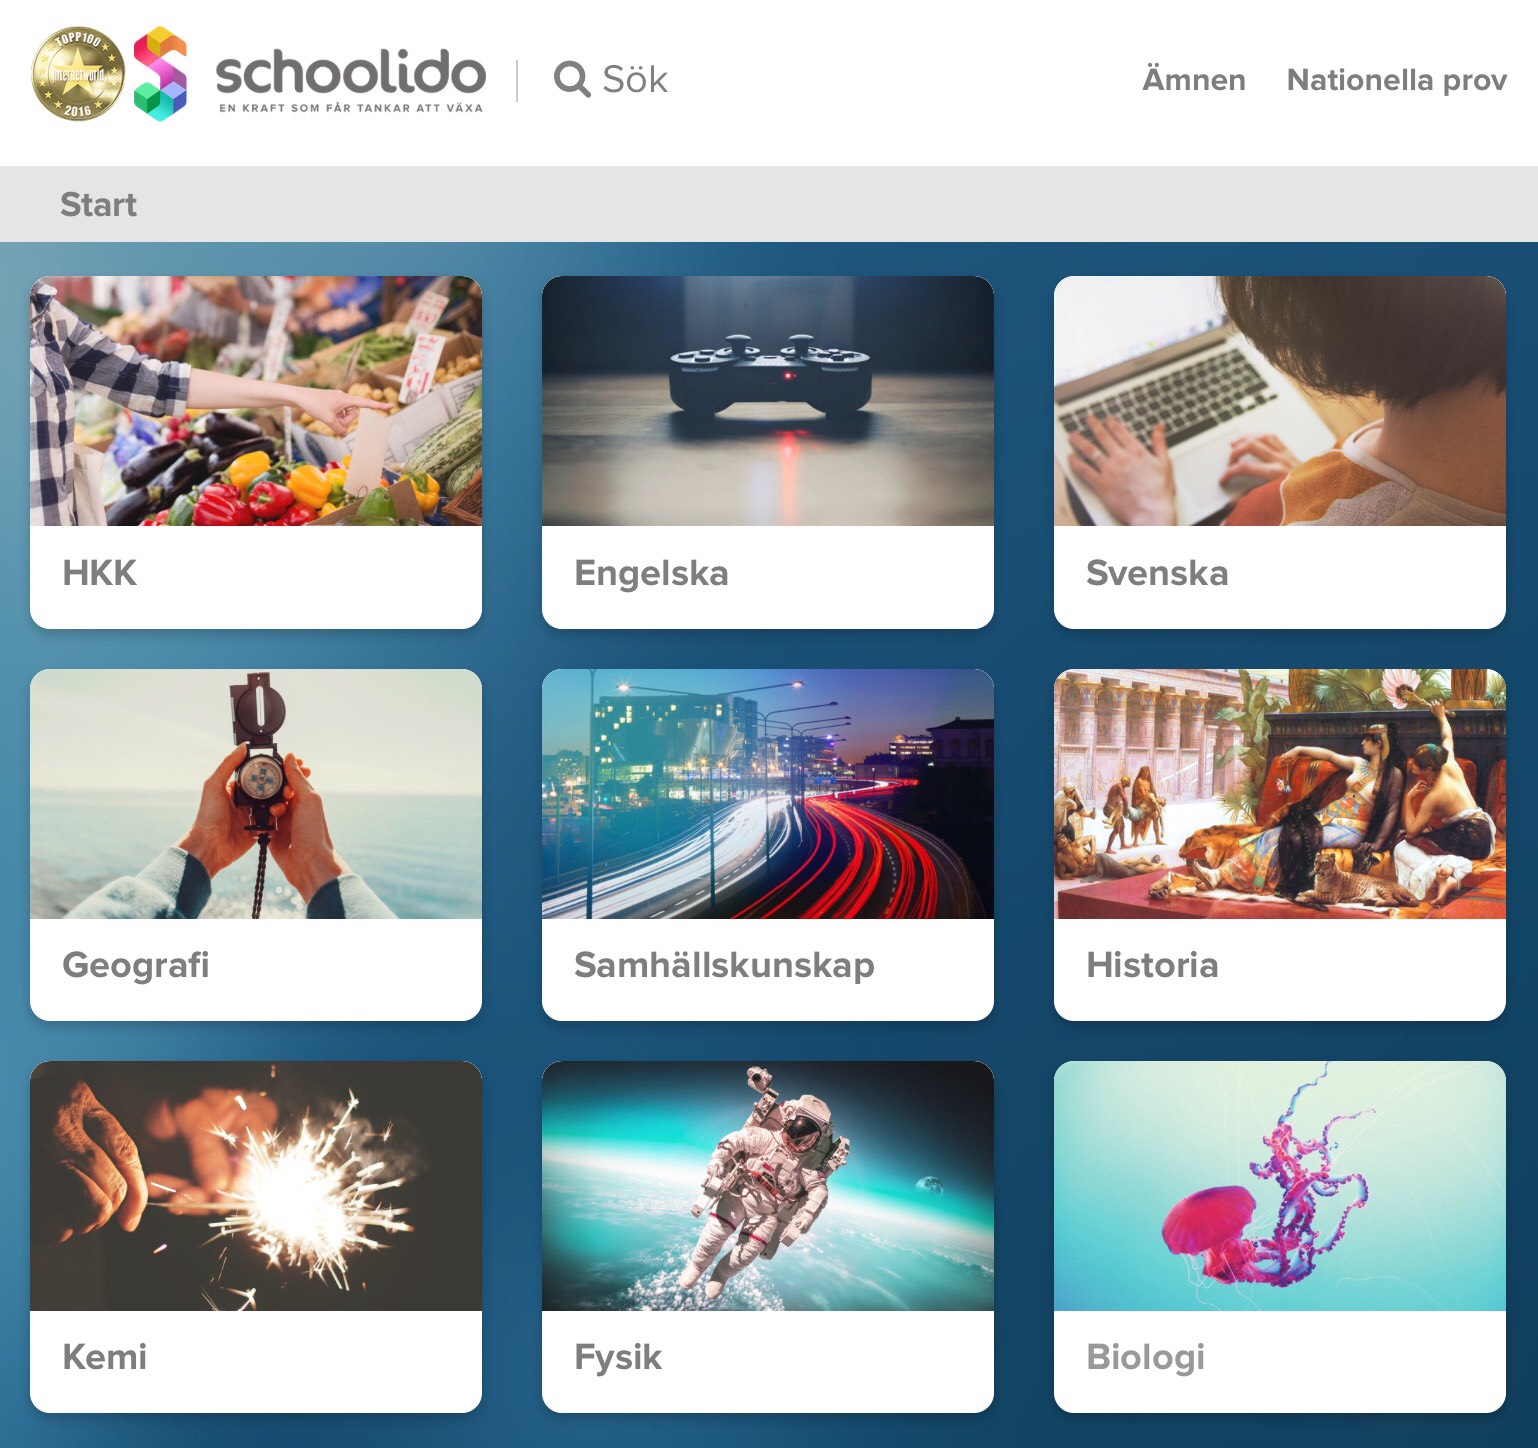 TOPP100
Internetworld
2016
schoolido
EN KRAFT SOM FÅR TANKAR ATT VÄXA
Sök
Ämnen
Nationella prov
Start
HKK
Engelska
Svenska
Geografi
Samhällskunskap
Historia
Kemi
Fysik
Biologi